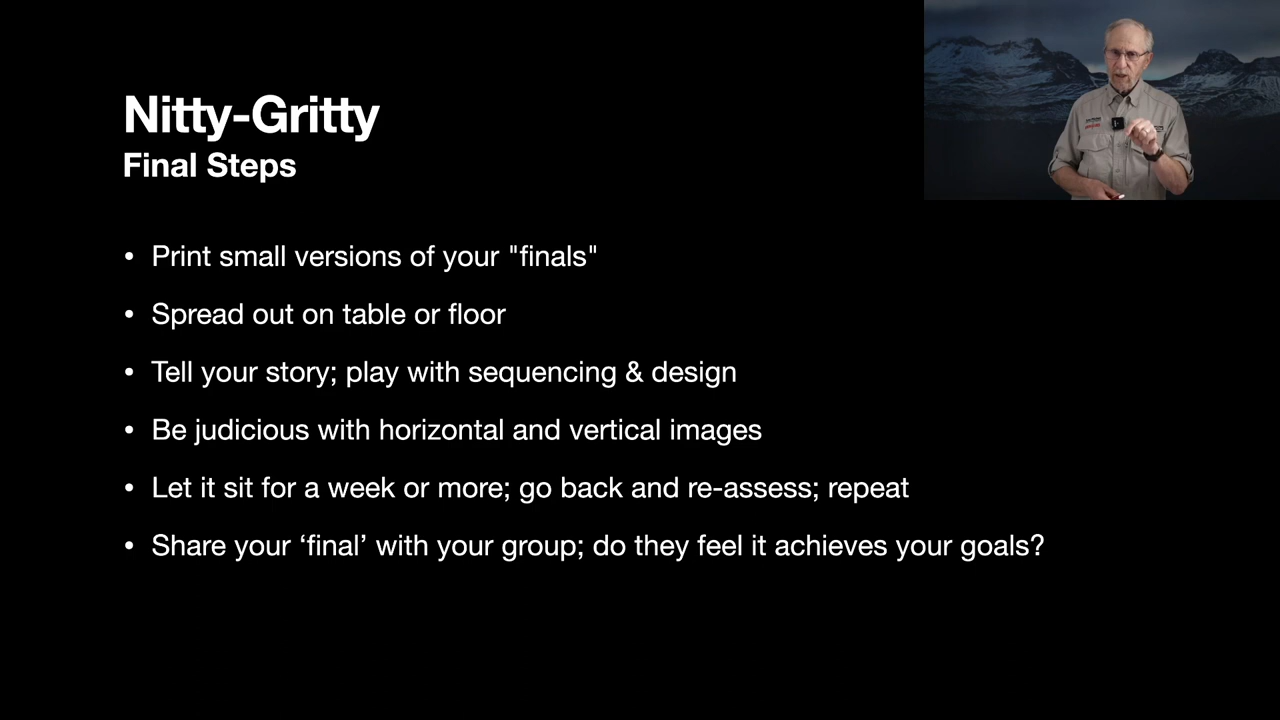 Nitty-Gritty
Final Steps
• Print small versions of your "finals"
• Spread out on table or floor
• Tell your story; play with sequencing & design
• Be judicious with horizontal and vertical images
• Let it sit for a week or more; go back and re-assess; repeat
• Share your ‘final’ with your group; do they feel it achieves your goals?